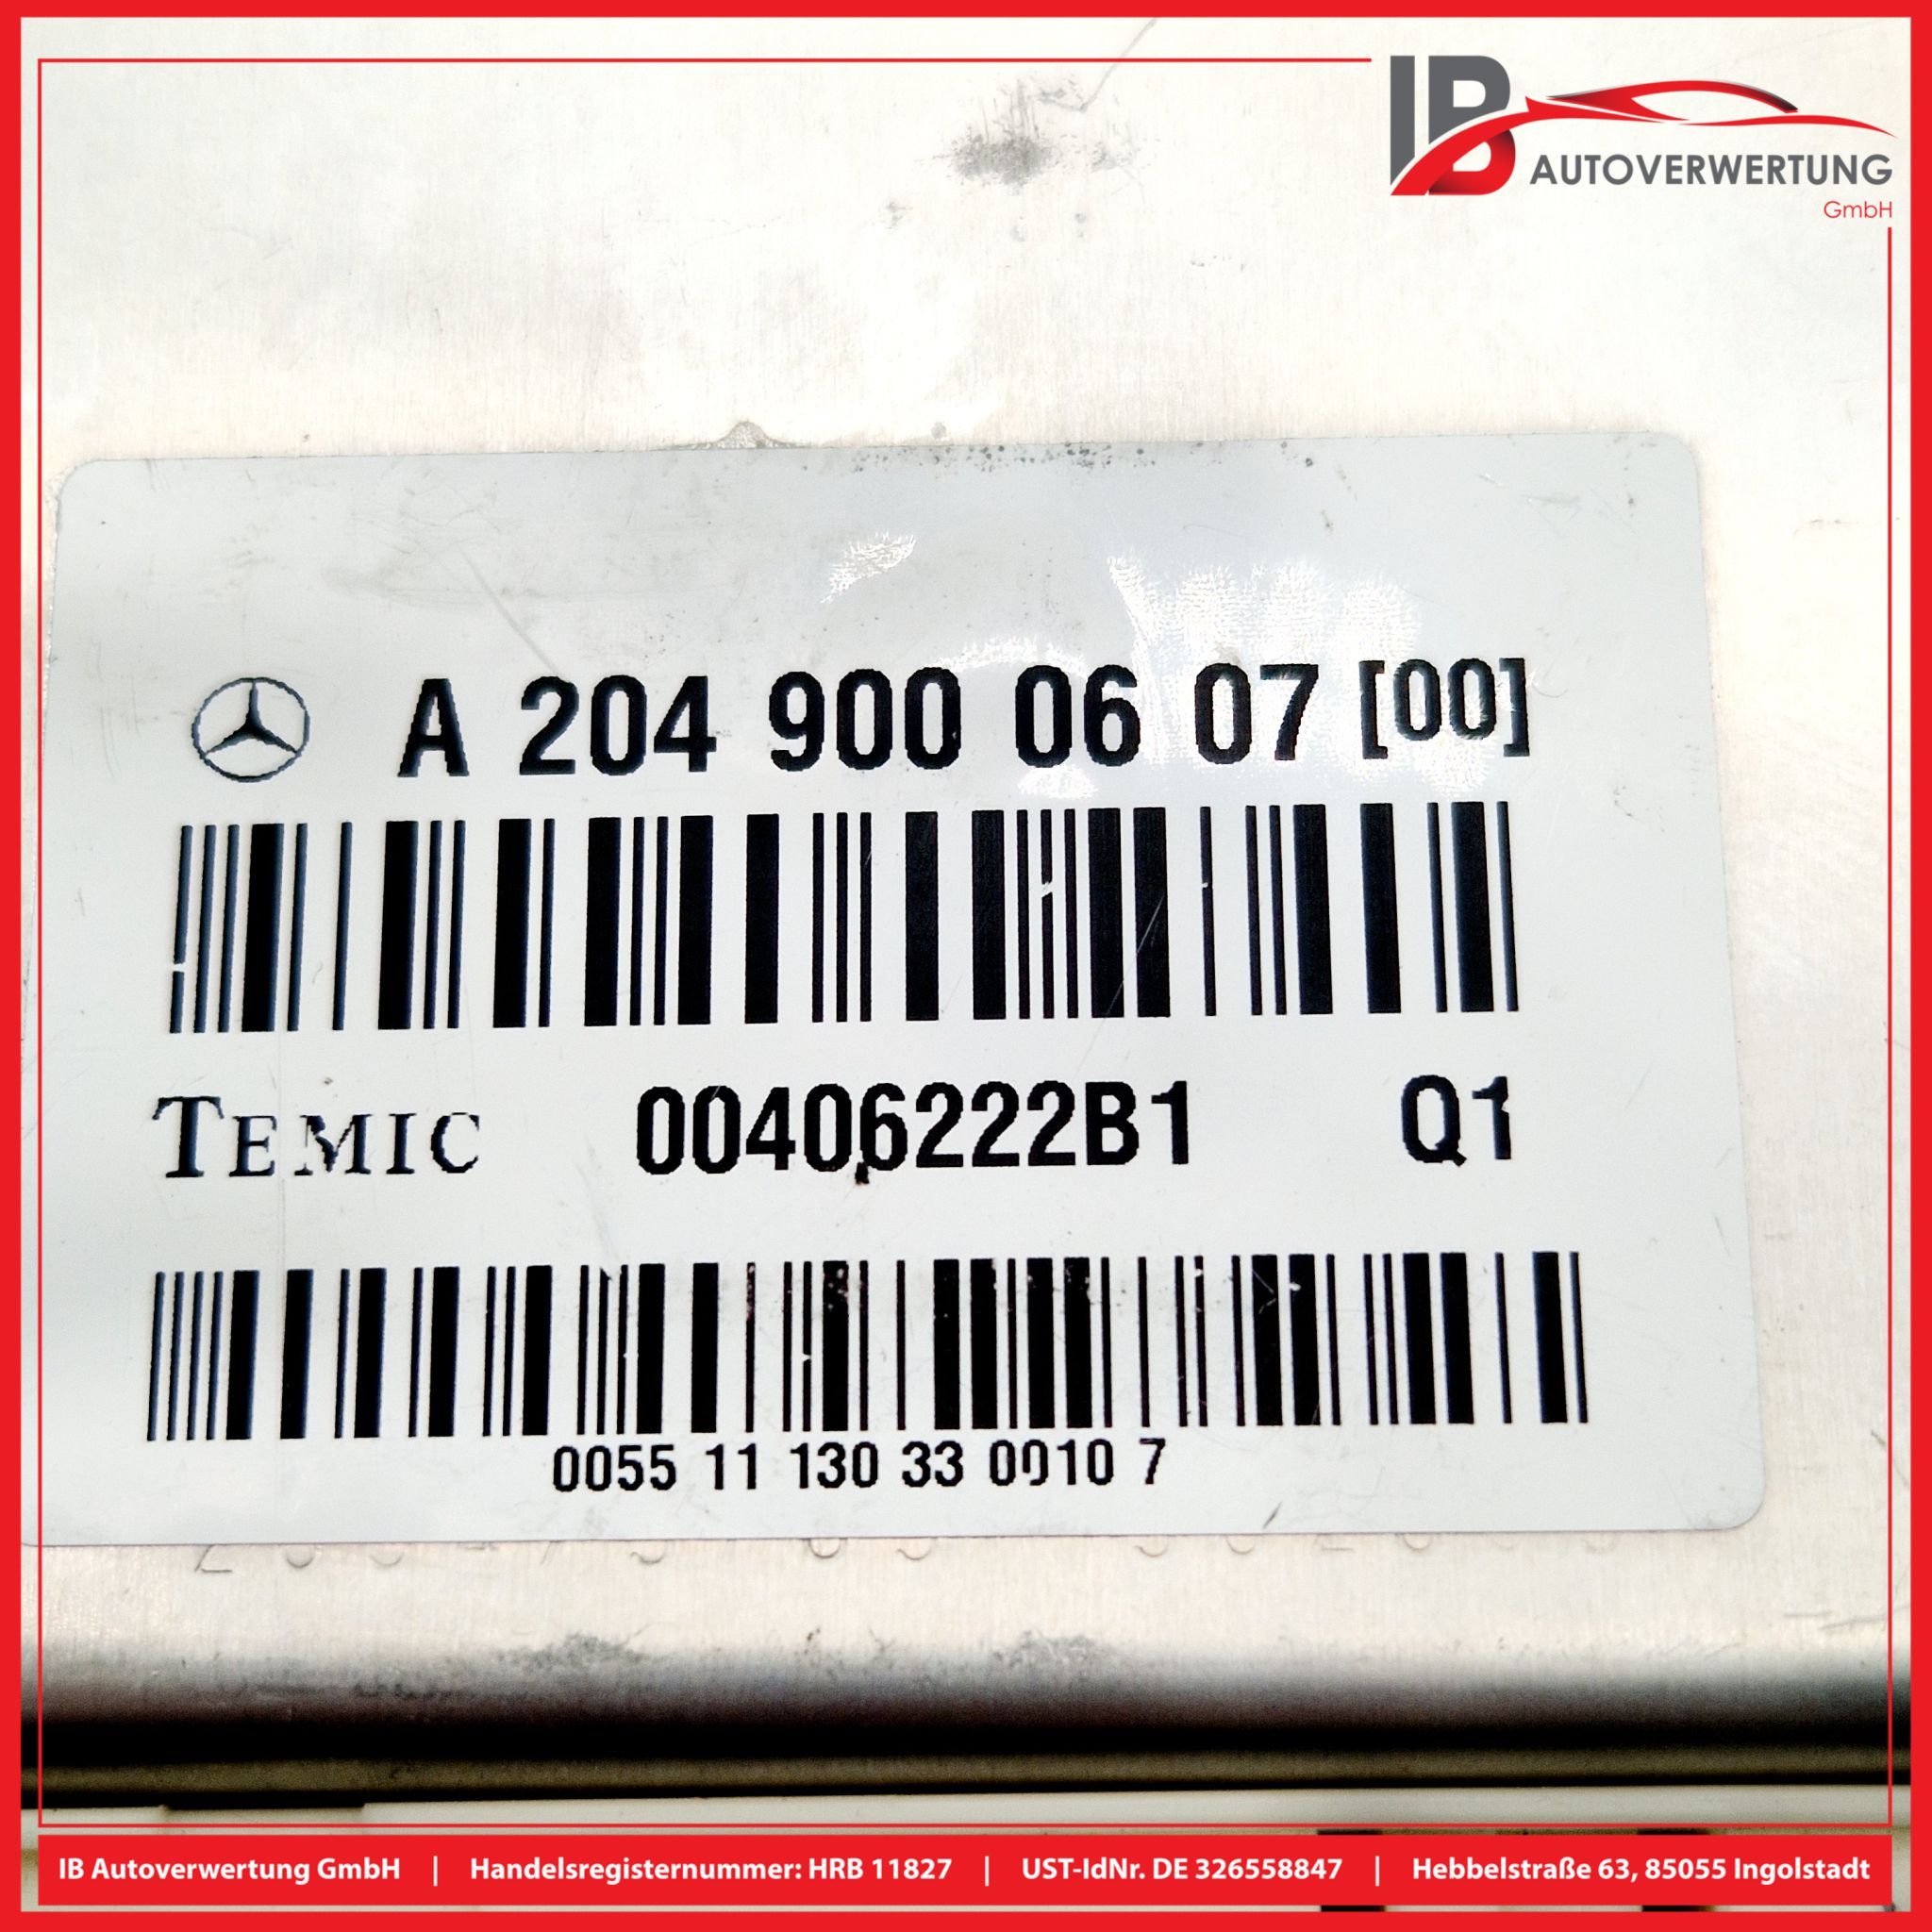 IB
AUTOVERWERTUNG
GmbH
A 204 900 06 07 [00]
TEMIC 00406222B1 Q1
0055 11 130 33 0010 7
IB Autoverwertung GmbH | Handelsregisternummer: HRB 11827 | UST-IdNr. DE 326558847 | Hebbelstraße 63, 85055 Ingolstadt